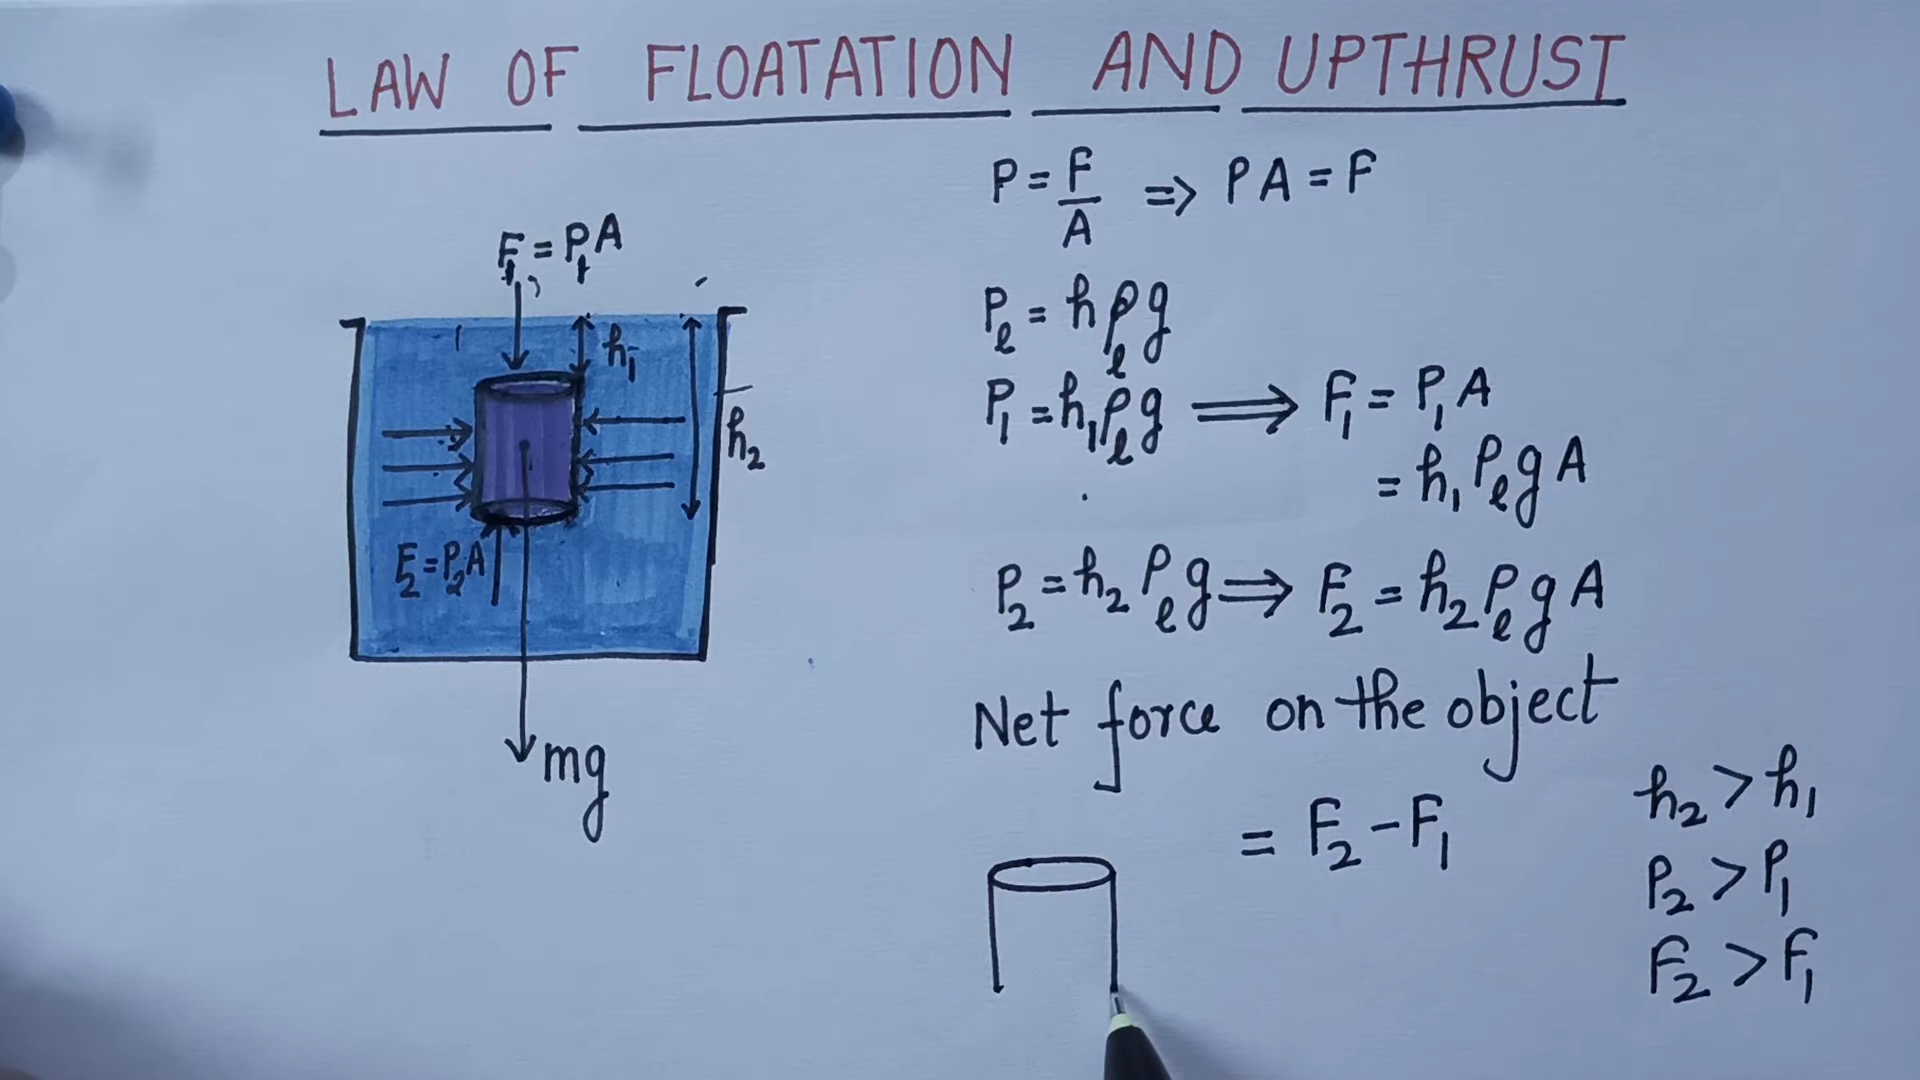 LAW OF FLOATATION AND UPTHRUST
P = F/A => PA = F
F₁ = P₁A
h₁
h₂
F₂ = P₂A
mg
Pₗ = hρₗg
P₁ = h₁ρₗg ⟹ F₁ = P₁A
= h₁ρₗgA
P₂ = h₂ρₗg ⟹ F₂ = h₂ρₗgA
Net force on the object
= F₂ - F₁
h₂ > h₁
P₂ > P₁
F₂ > F₁